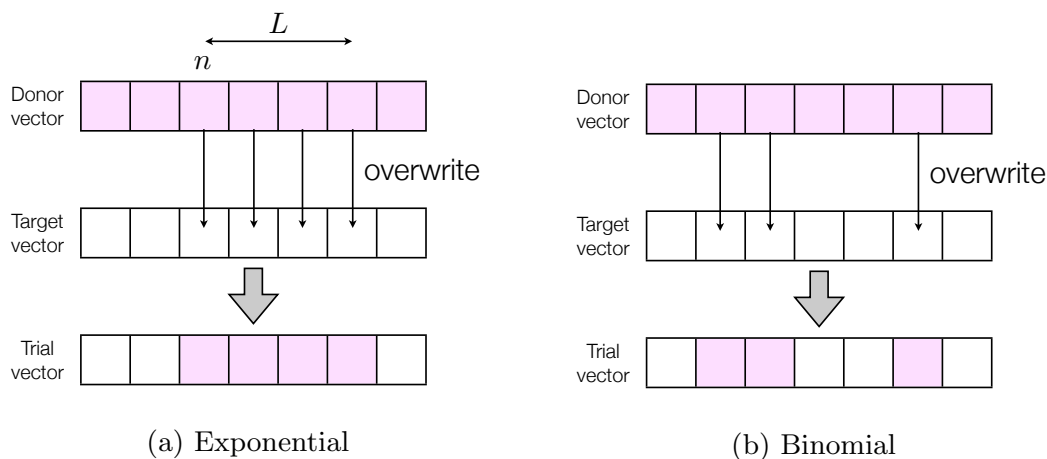 L
n
Donor
vector
overwrite
Target
vector
Trial
vector
(a) Exponential
Donor
vector
overwrite
Target
vector
Trial
vector
(b) Binomial